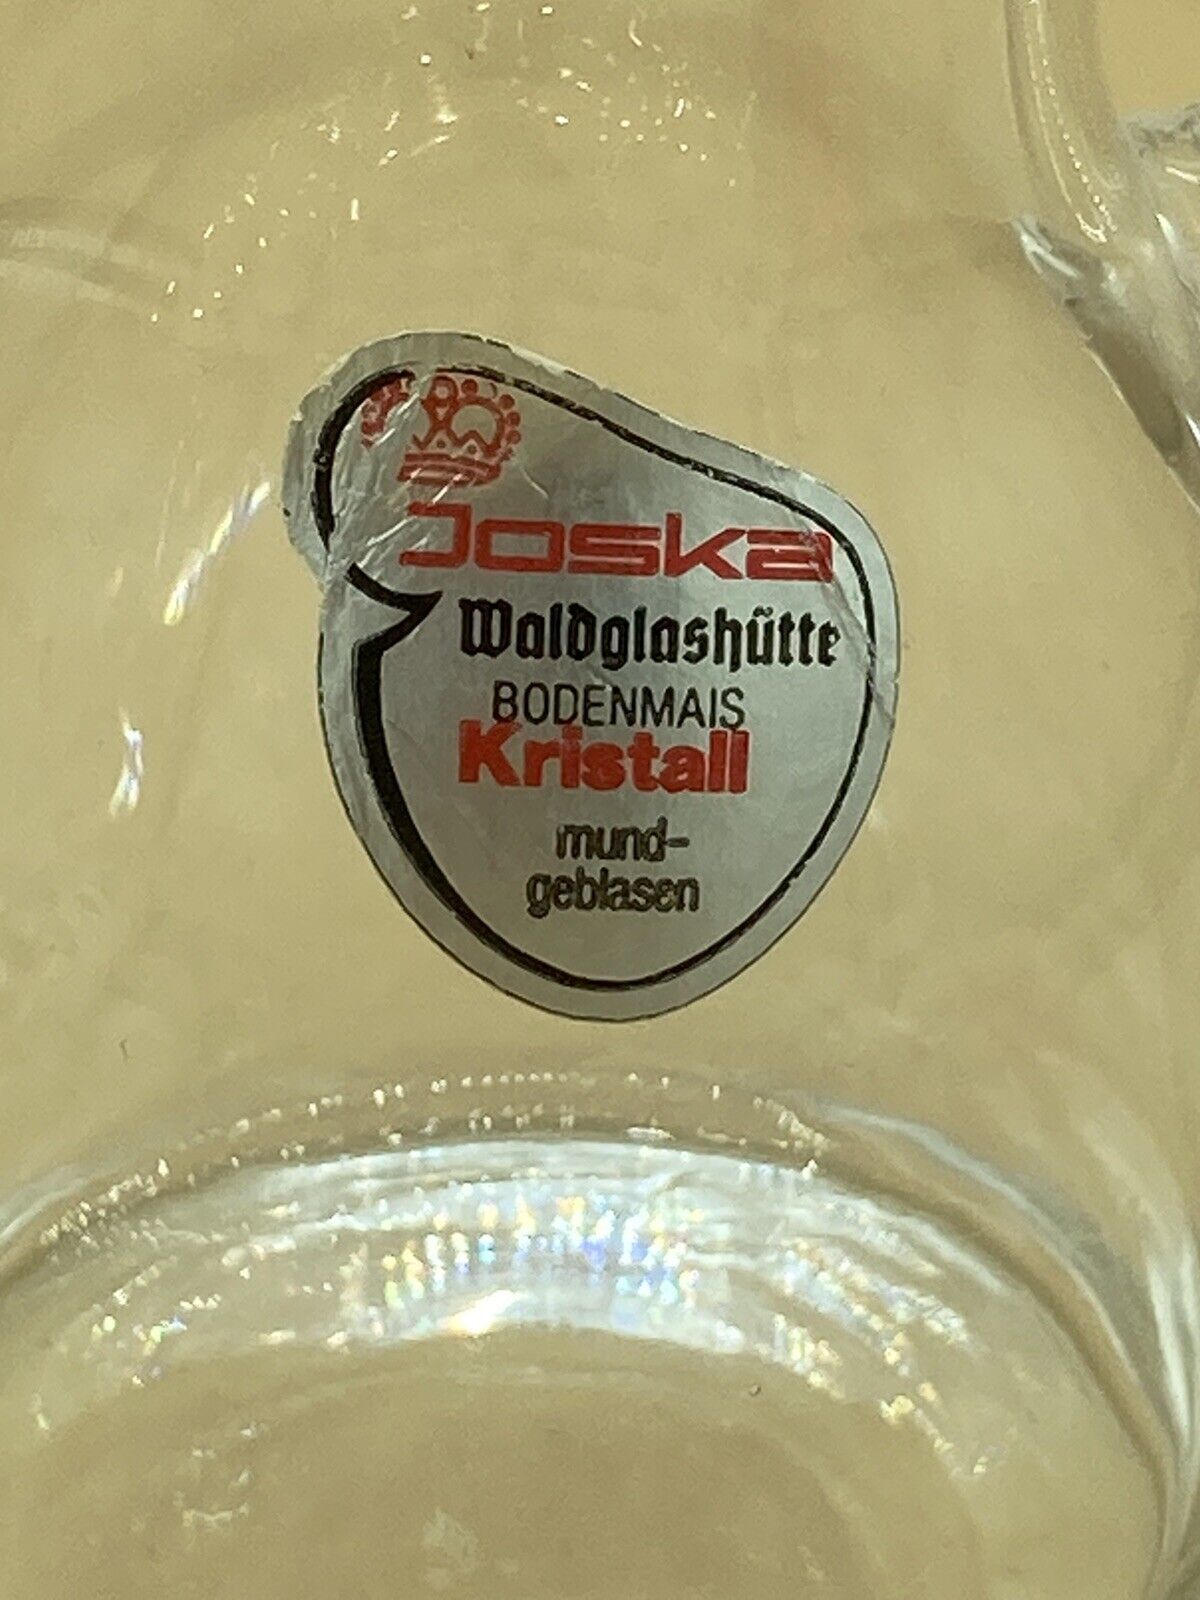 Joska
Waldglashütte
BODENMAIS
Kristall
mund-
geblasen